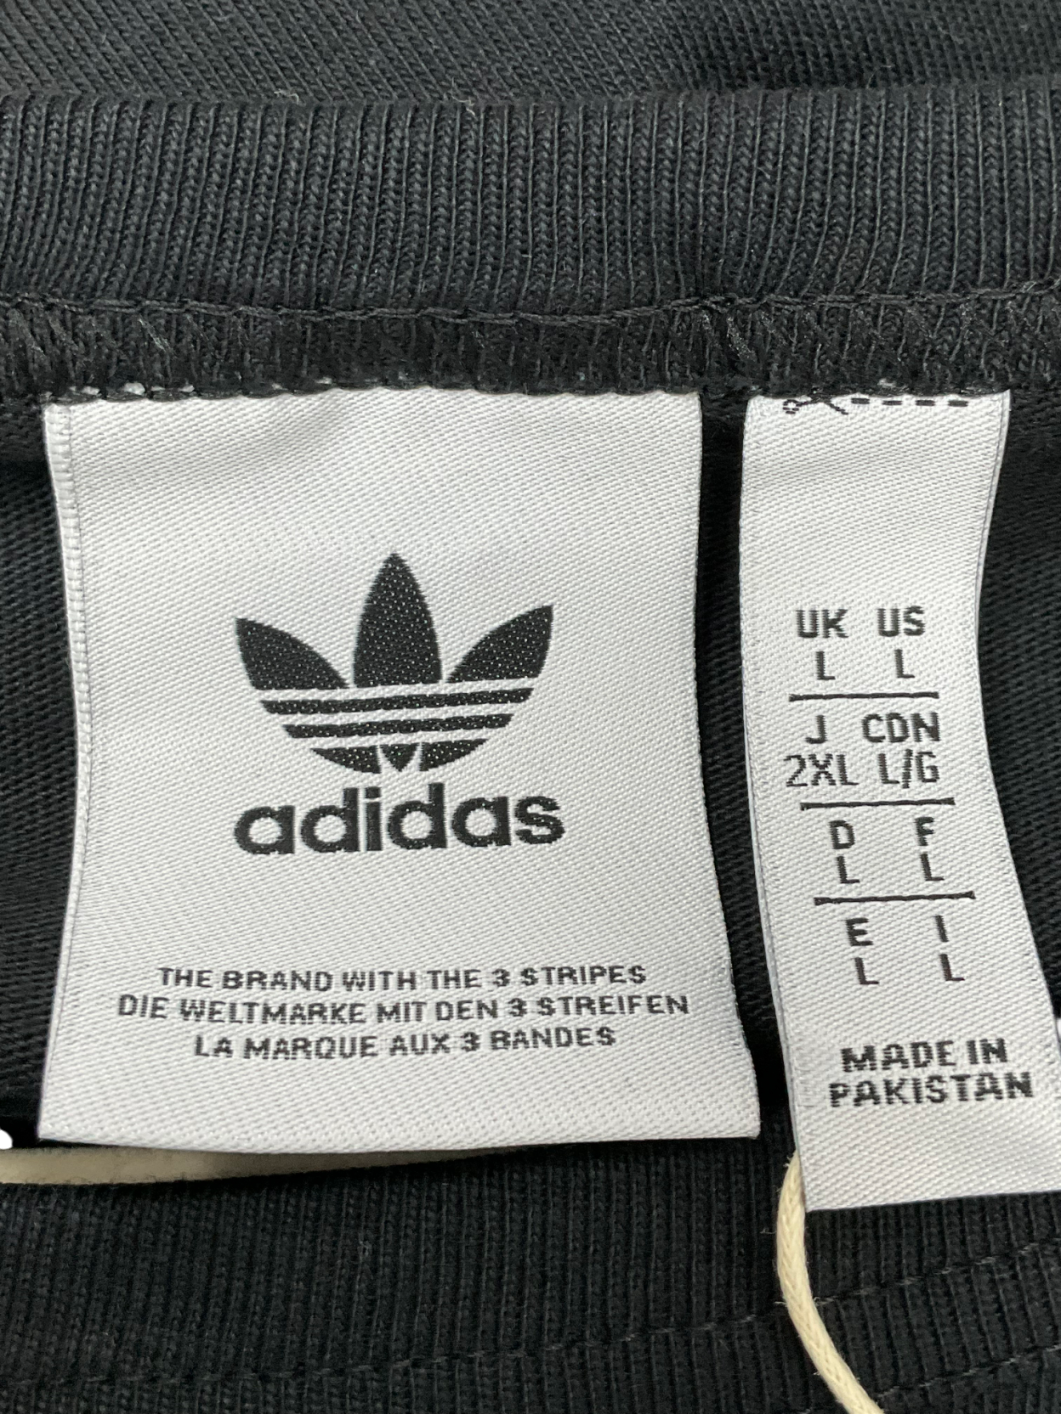 adidas
THE BRAND WITH THE 3 STRIPES
DIE WELTMARKE MIT DEN 3 STREIFEN
LA MARQUE AUX 3 BANDES
UK US
L L
J CDN
2XL L/G
D F
L L
E I
L L
MADE IN
PAKISTAN